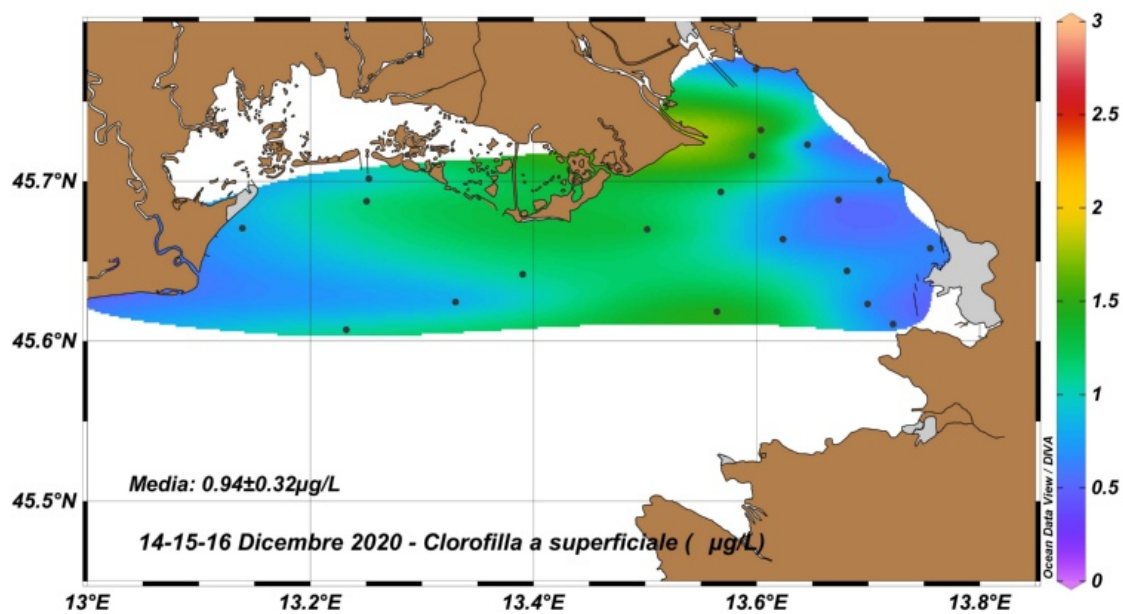 3
2.5
2
1.5
1
0.5
0
Ocean Data View / DIVA
45.7°N
45.6°N
45.5°N
Media: 0.94±0.32µg/L
14-15-16 Dicembre 2020 - Clorofilla a superficiale ( µg/L)
13°E 13.2°E 13.4°E 13.6°E 13.8°E